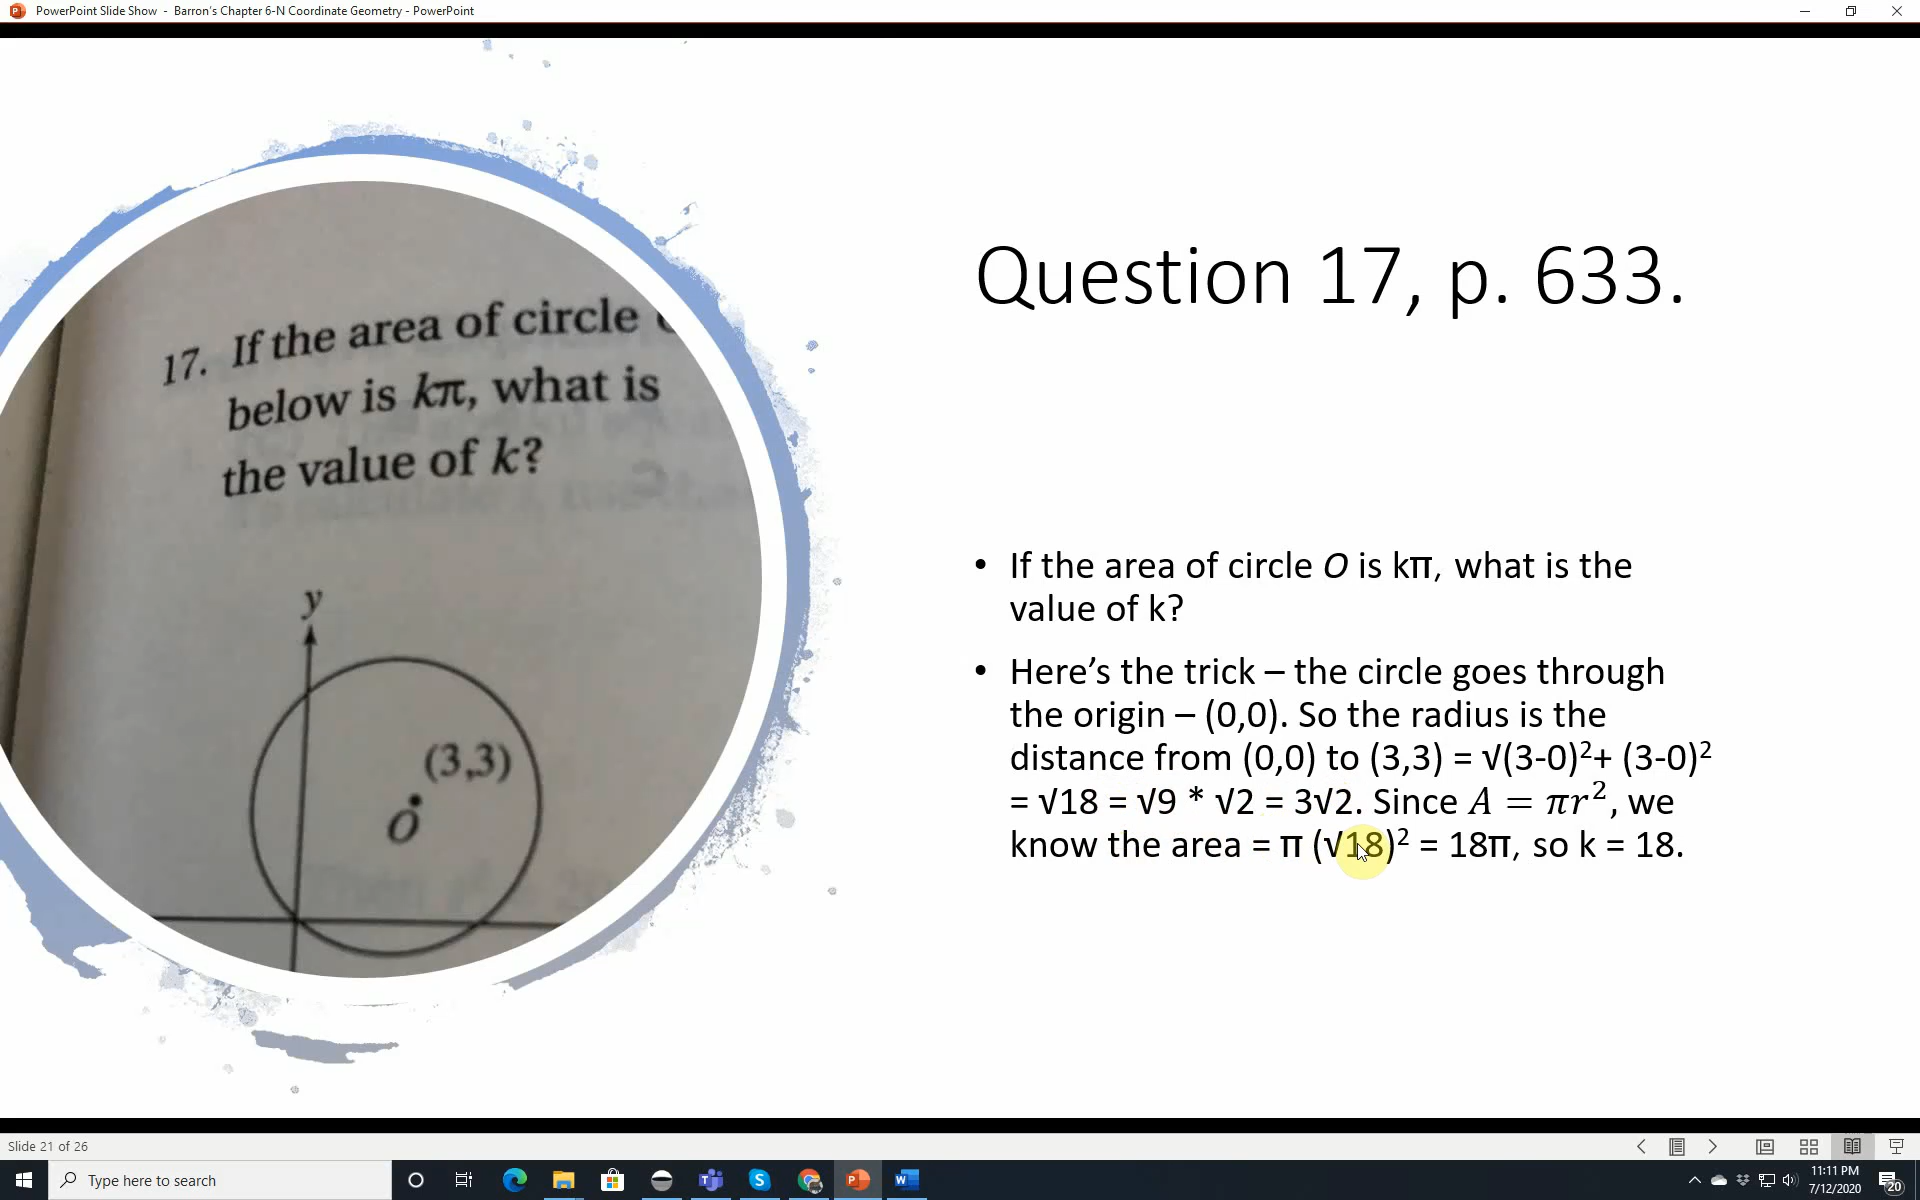 PowerPoint Slide Show - Barron's Chapter 6-N Coordinate Geometry - PowerPoint
17. If the area of circle
below is kπ, what is
the value of k?
y
(3,3)
O
Question 17, p. 633.
• If the area of circle O is kπ, what is the
value of k?
• Here’s the trick – the circle goes through
the origin – (0,0). So the radius is the
distance from (0,0) to (3,3) = √(3-0)²+ (3-0)²
= √18 = √9 * √2 = 3√2. Since A = πr², we
know the area = π (√18)² = 18π, so k = 18.
Slide 21 of 26
Type here to search
11:11 PM
7/12/2020
20